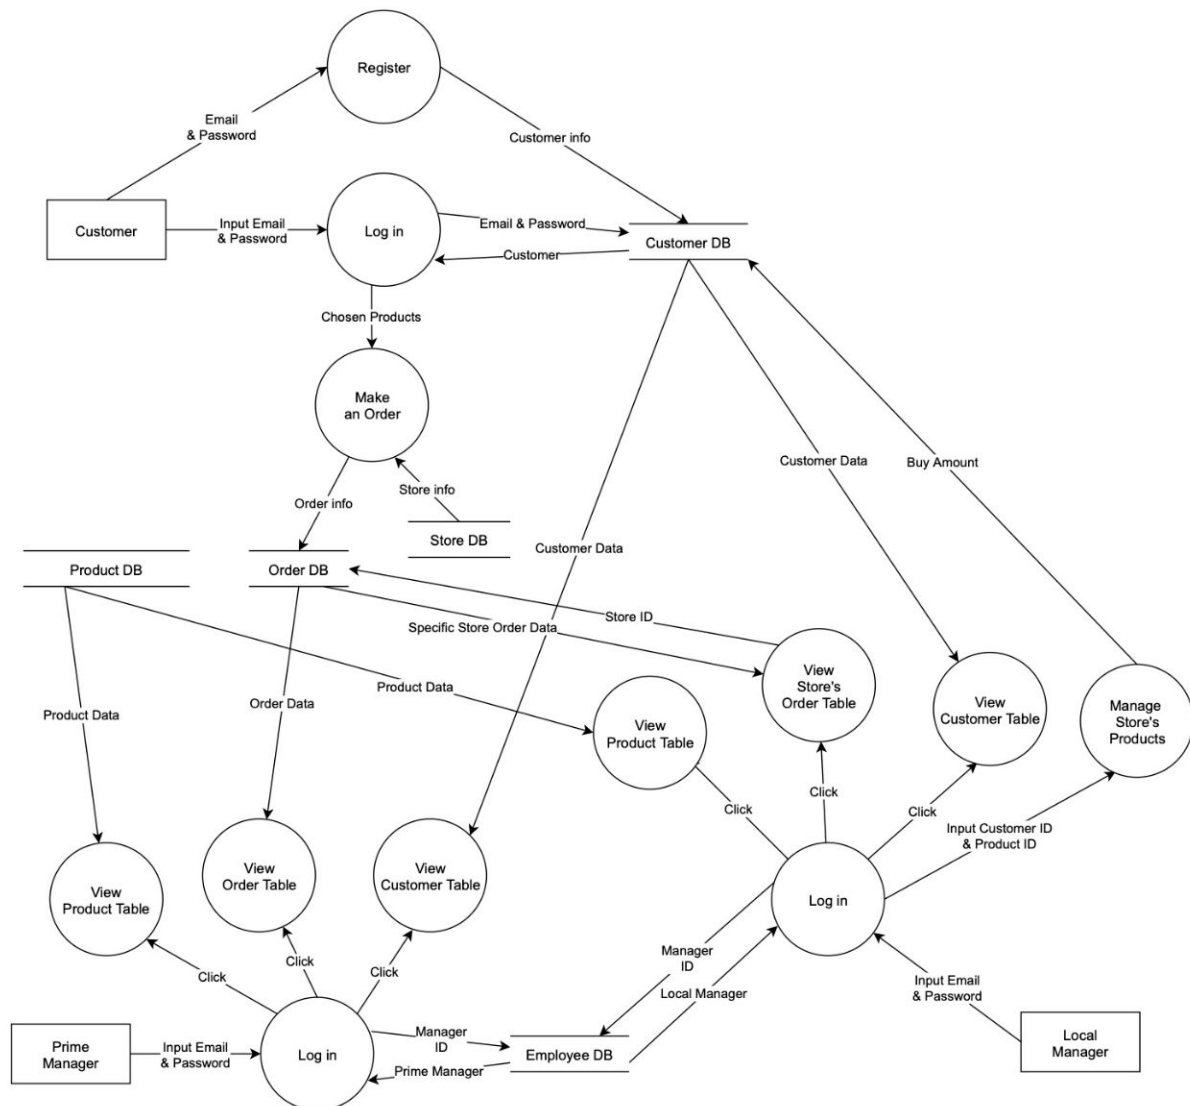 Register
Email
& Password
Customer info
Customer
Input Email
& Password
Log in
Email & Password
Customer
Customer DB
Chosen Products
Make
an Order
Customer Data
Buy Amount
Order info
Store info
Store DB
Customer Data
Product DB
Order DB
Store ID
Specific Store Order Data
View
Store's
Order Table
View
Customer Table
Manage
Store's
Products
Product Data
Product Data
Order Data
View
Product Table
Click
Click
Click
Input Customer ID
& Product ID
View
Product Table
View
Order Table
View
Customer Table
Log in
Click
Click
Click
Manager
ID
Local Manager
Input Email
& Password
Prime
Manager
Input Email
& Password
Log in
Manager
ID
Prime Manager
Employee DB
Local
Manager